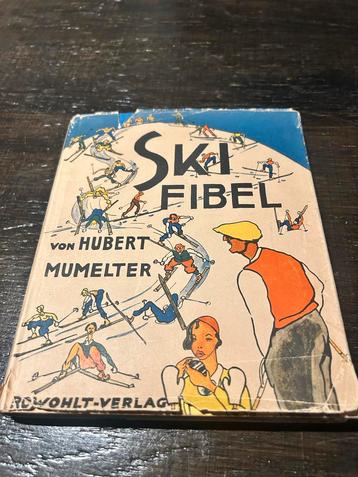 SKI
FIBEL
VON HUBERT
MUMELTER
ROWOHLT-VERLAG